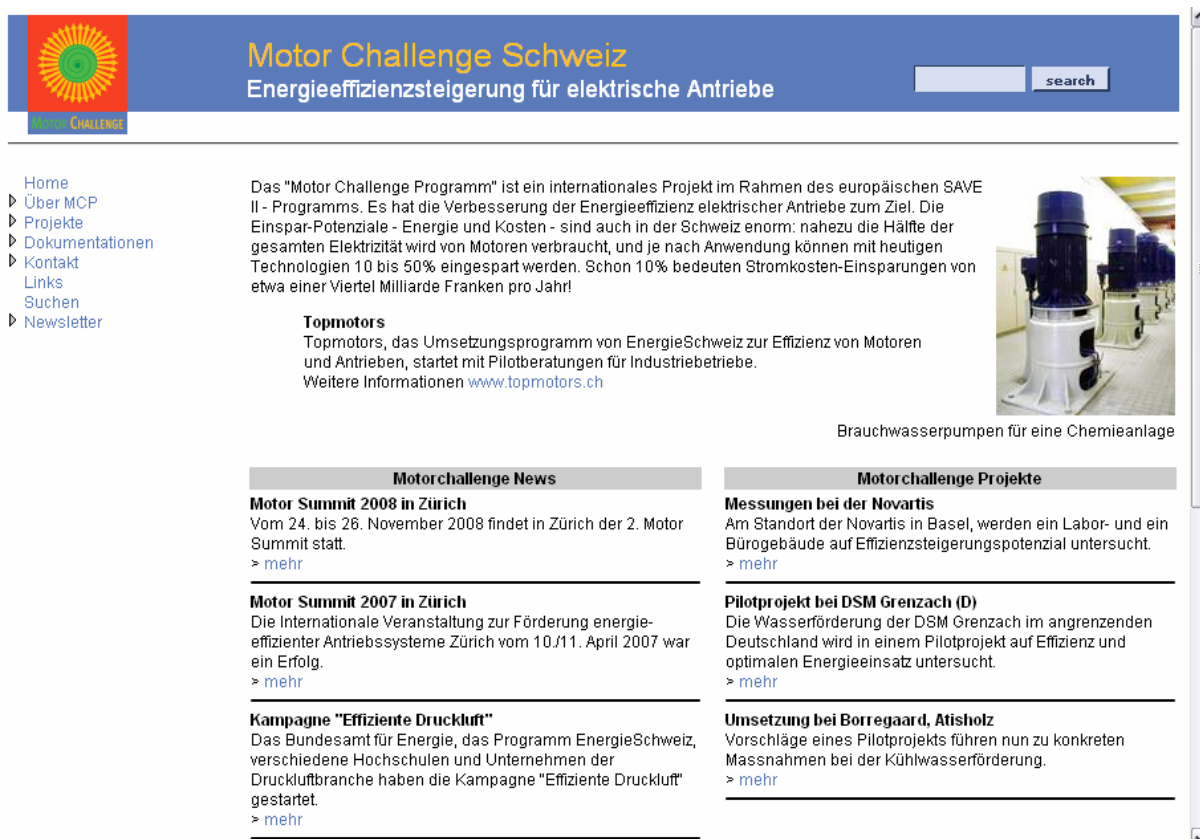 Motor Challenge Schweiz
Energieeffizienzsteigerung für elektrische Antriebe
search
MOTOR CHALLENGE
Home
Über MCP
Projekte
Dokumentationen
Kontakt
Links
Suchen
Newsletter
Das "Motor Challenge Programm" ist ein internationales Projekt im Rahmen des europäischen SAVE
II - Programms. Es hat die Verbesserung der Energieeffizienz elektrischer Antriebe zum Ziel. Die
Einspar-Potenziale - Energie und Kosten - sind auch in der Schweiz enorm: nahezu die Hälfte der
gesamten Elektrizität wird von Motoren verbraucht, und je nach Anwendung können mit heutigen
Technologien 10 bis 50% eingespart werden. Schon 10% bedeuten Stromkosten-Einsparungen von
etwa einer Viertel Milliarde Franken pro Jahr!
Topmotors
Topmotors, das Umsetzungsprogramm von EnergieSchweiz zur Effizienz von Motoren
und Antrieben, startet mit Pilotberatungen für Industriebetriebe.
Weitere Informationen www.topmotors.ch
Brauchwasserpumpen für eine Chemieanlage
Motorchallenge News
Motor Summit 2008 in Zürich
Vom 24. bis 26. November 2008 findet in Zürich der 2. Motor
Summit statt.
> mehr
Motor Summit 2007 in Zürich
Die Internationale Veranstaltung zur Förderung energie-
effizienter Antriebssysteme Zürich vom 10./11. April 2007 war
ein Erfolg.
> mehr
Kampagne "Effiziente Druckluft"
Das Bundesamt für Energie, das Programm EnergieSchweiz,
verschiedene Hochschulen und Unternehmen der
Druckluftbranche haben die Kampagne "Effiziente Druckluft"
gestartet.
> mehr
Motorchallenge Projekte
Messungen bei der Novartis
Am Standort der Novartis in Basel, werden ein Labor- und ein
Bürogebäude auf Effizienzsteigerungspotenzial untersucht.
> mehr
Pilotprojekt bei DSM Grenzach (D)
Die Wasserförderung der DSM Grenzach im angrenzenden
Deutschland wird in einem Pilotprojekt auf Effizienz und
optimalen Energieeinsatz untersucht.
> mehr
Umsetzung bei Borregaard, Atisholz
Vorschläge eines Pilotprojekts führen nun zu konkreten
Massnahmen bei der Kühlwasserförderung.
> mehr